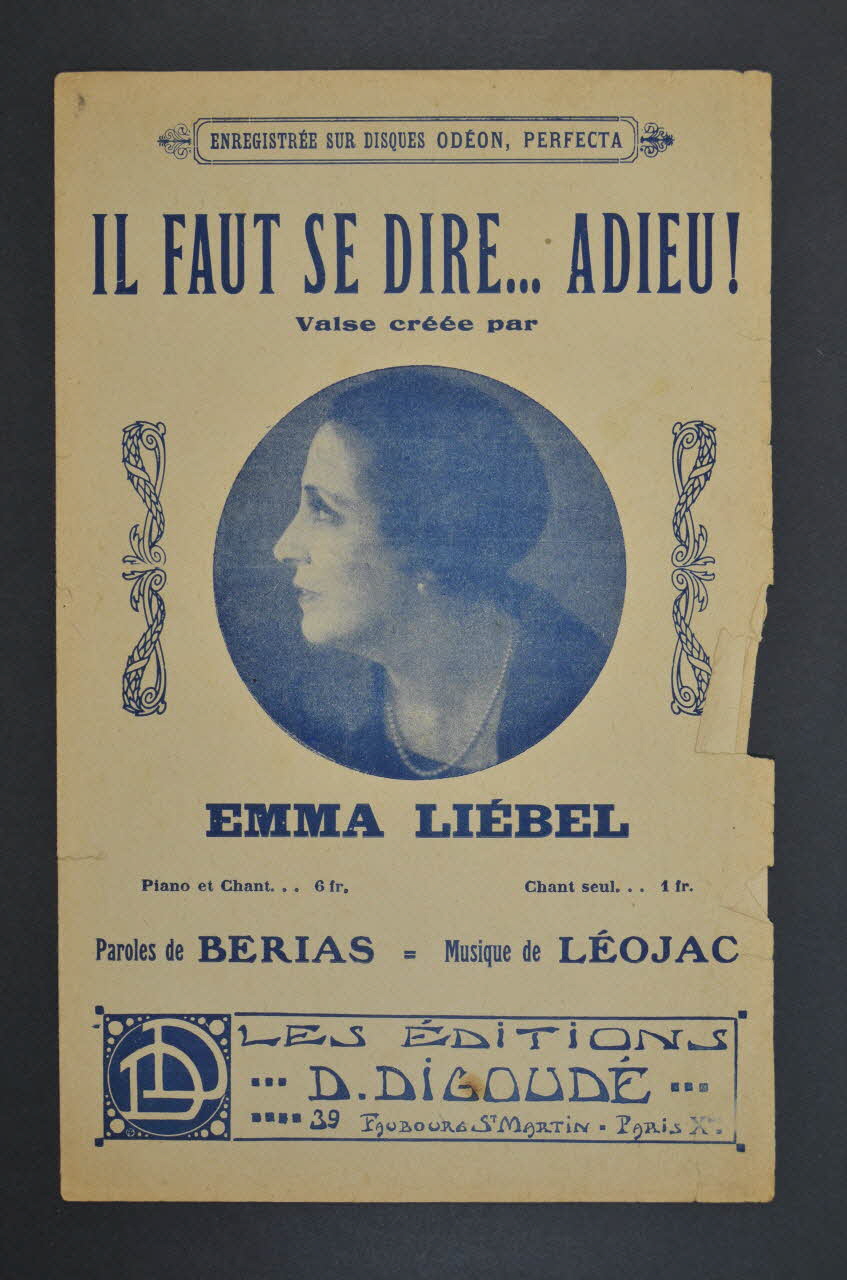 ENREGISTRÉE SUR DISQUES ODÉON, PERFECTA
IL FAUT SE DIRE... ADIEU!
Valse créée par
EMMA LIÉBEL
Piano et Chant... 6 fr.
Chant seul... 1 fr.
Paroles de BERIAS = Musique de LÉOJAC
LES ÉDITIONS
D. DIGOUDÉ
39 FAUBOURG ST MARTIN - PARIS Xe